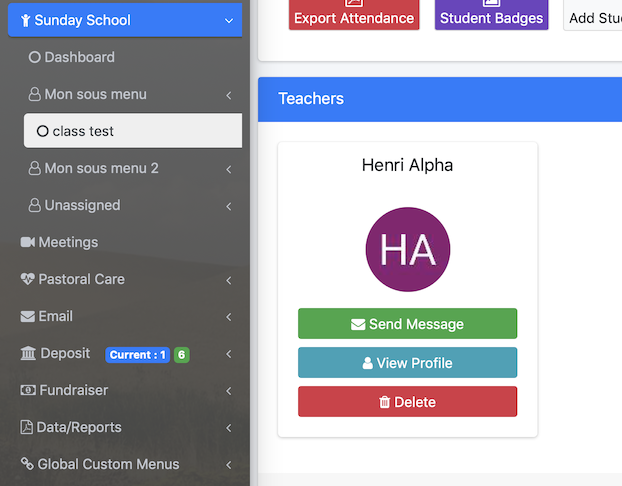 Sunday School
Dashboard
Mon sous menu
class test
Mon sous menu 2
Unassigned
Meetings
Pastoral Care
Email
Deposit Current : 1 6
Fundraiser
Data/Reports
Global Custom Menus
Export Attendance
Student Badges
Add Stu
Teachers
Henri Alpha
HA
Send Message
View Profile
Delete